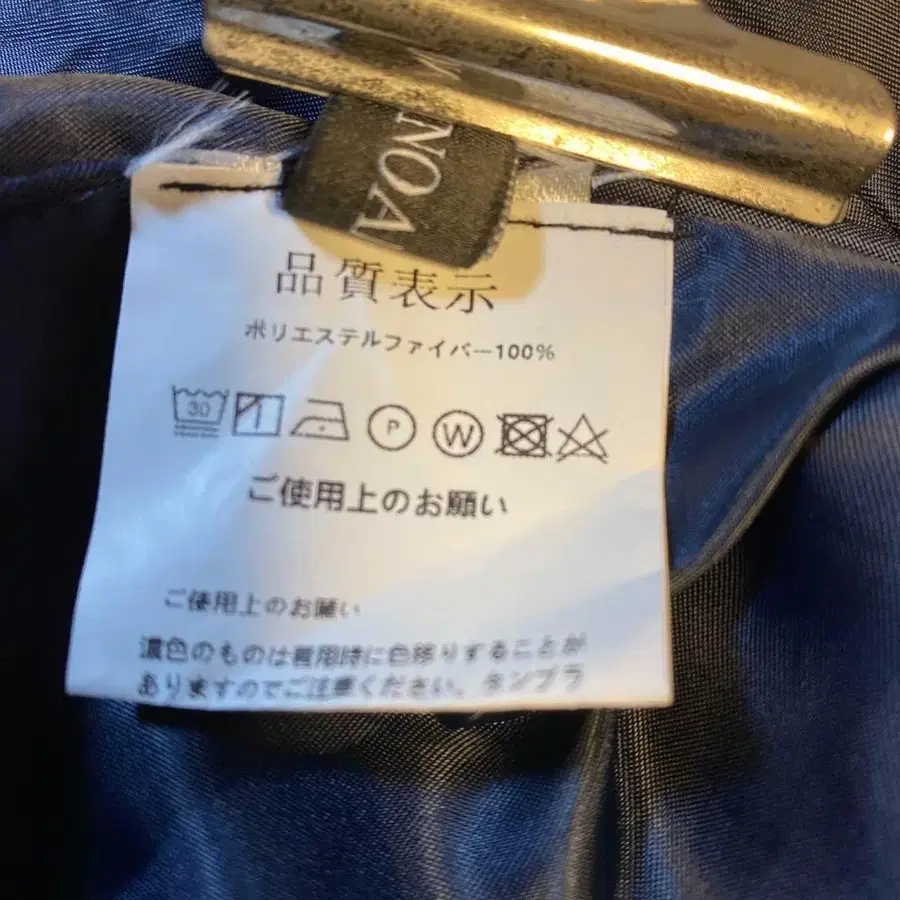 NOA
品質表示
ポリエステルファイバー100%
30 P W
ご使用上のお願い
ご使用上のお願い
濃色のものは着用時に色移りすることが
ありますのでご注意ください。タンブラ